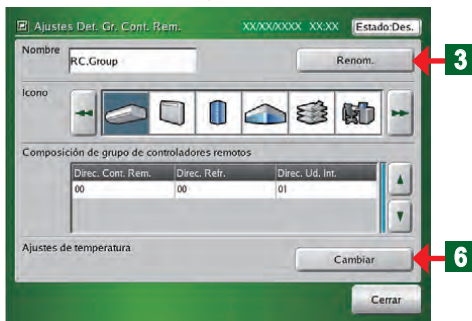 Ajustes Det. Gr. Cont. Rem. XX/XX/XXXX XX:XX Estado:Des.
Nombre
RC.Group
Renom.
3
Icono
Composición de grupo de controladores remotos
Direc. Cont. Rem. Direc. Refr. Direc. Ud. Int.
00 00 01
Ajustes de temperatura
Cambiar
6
Cerrar